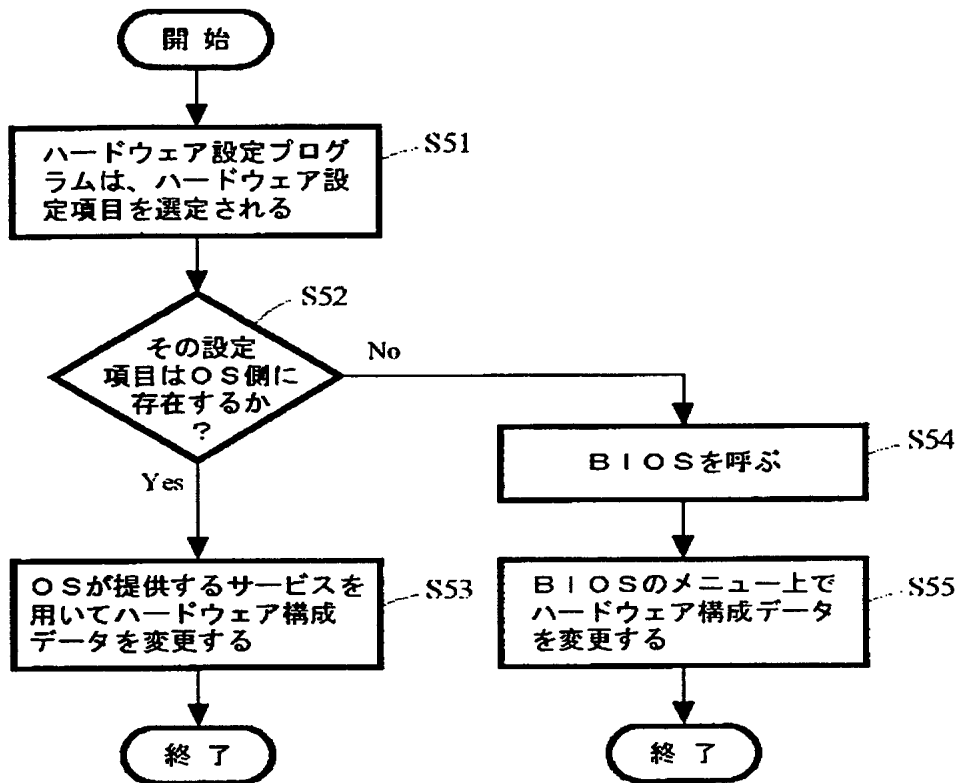 開始
ハードウェア設定プログ
ラムは、ハードウェア設
定項目を選定される
S51
S52
その設定
項目はOS側に
存在するか
?
No
Yes
BIOSを呼ぶ
S54
OSが提供するサービスを
用いてハードウェア構成
データを変更する
S53
BIOSのメニュー上で
ハードウェア構成データ
を変更する
S55
終了
終了